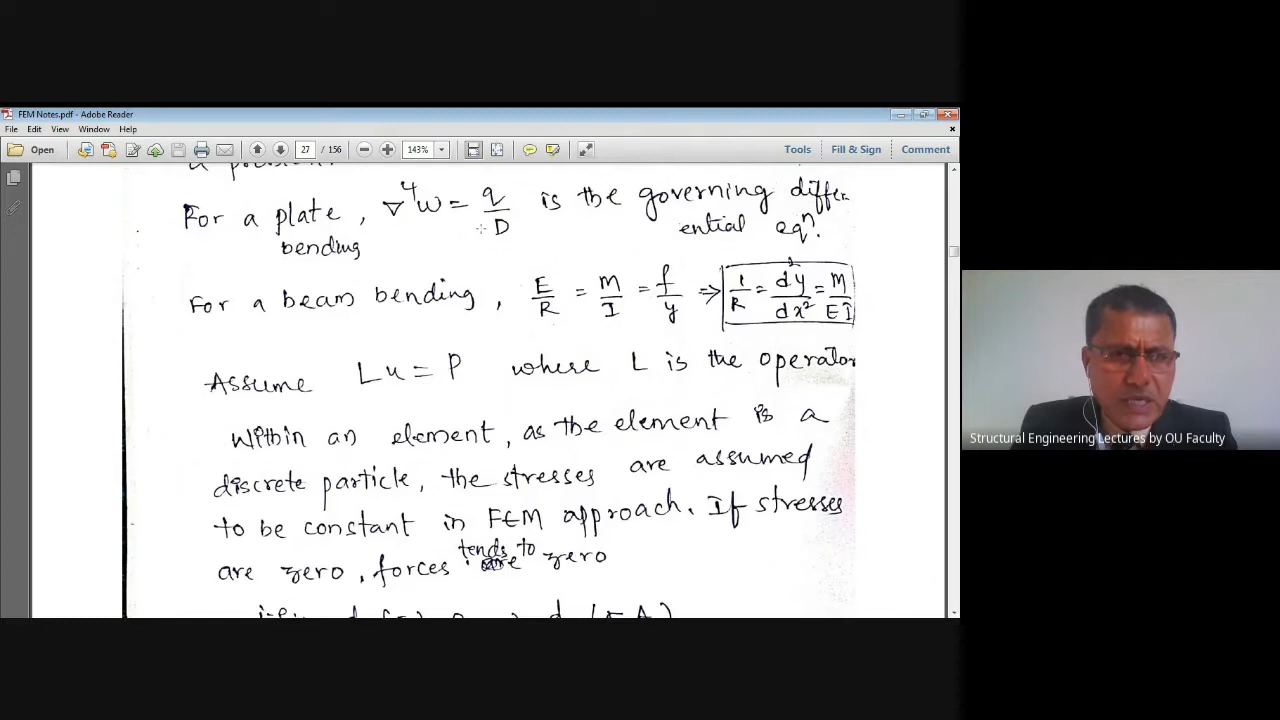 FEM Notes.pdf - Adobe Reader
File Edit View Window Help
Open 27 / 156 143% Tools Fill & Sign Comment
For a plate, ∇⁴w = q/D is the governing differ
bending ential eqⁿ.
For a beam bending, E/R = M/I = f/y ⇒ 1/R = d²y/dx² = M/EI
Assume Lu = P where L is the operator
within an element, as the element is a
discrete particle, the stresses are assumed
to be constant in FEM approach. If stresses
are zero, forces tends to zero
Structural Engineering Lectures by OU Faculty